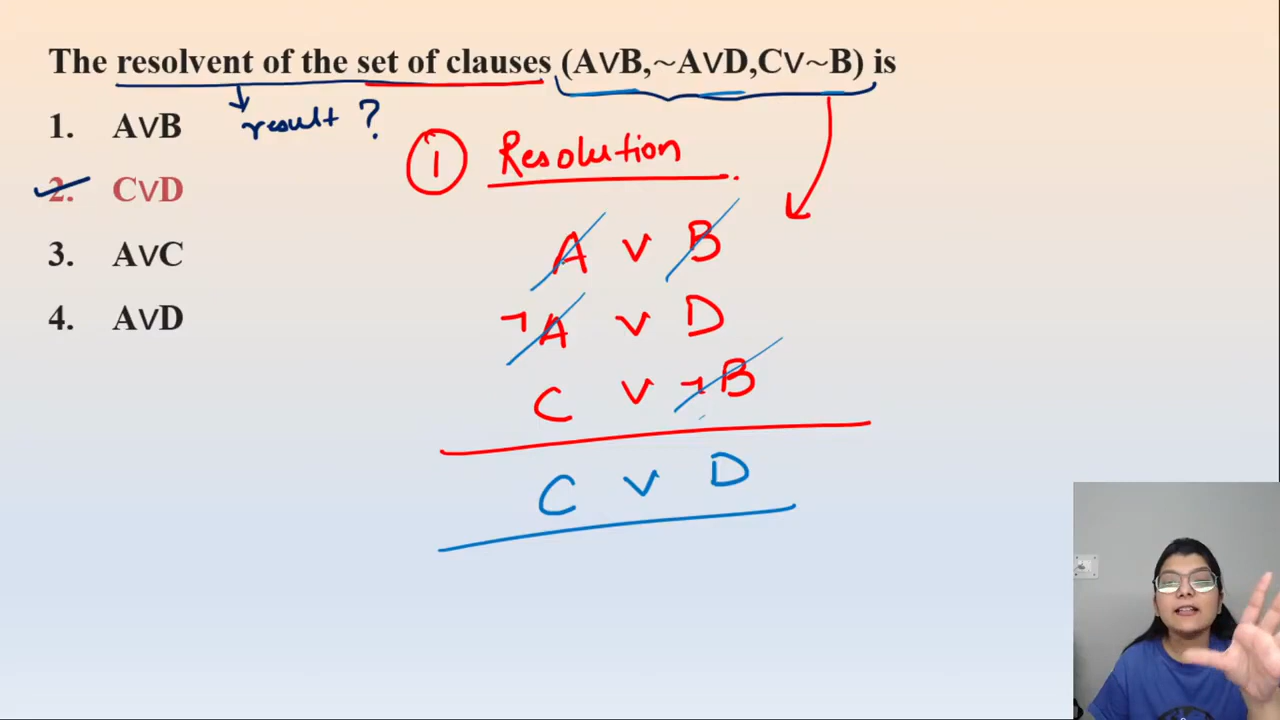 The resolvent of the set of clauses (A∨B,~A∨D,C∨~B) is
1. A∨B
result ?
① Resolution
2. C∨D
A ∨ B
3. A∨C
¬A ∨ D
4. A∨D
C ∨ ¬B
C ∨ D